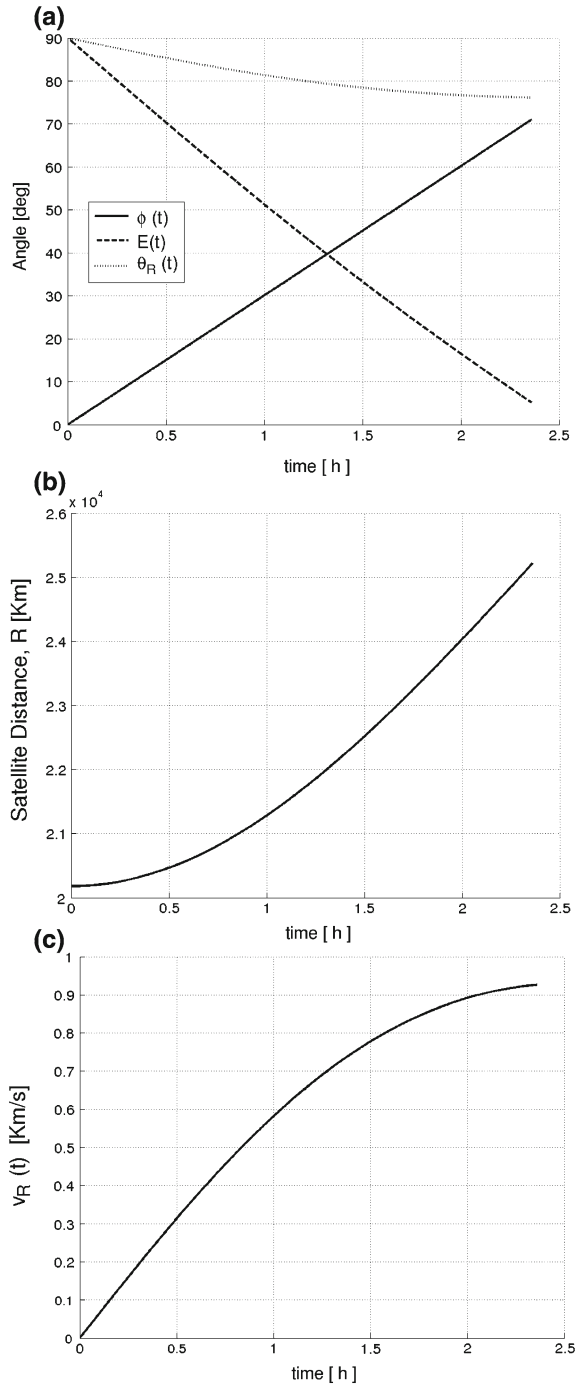 (a)
90
80
70
60
50
40
30
20
10
0
Angle [deg]
ϕ (t)
E(t)
θR (t)
0 0.5 1 1.5 2 2.5
time [ h ]
(b)
x 10^4
2.6
2.5
2.4
2.3
2.2
2.1
2
Satellite Distance, R [Km]
0 0.5 1 1.5 2 2.5
time [ h ]
(c)
1
0.9
0.8
0.7
0.6
0.5
0.4
0.3
0.2
0.1
0
vR (t) [Km/s]
0 0.5 1 1.5 2 2.5
time [ h ]